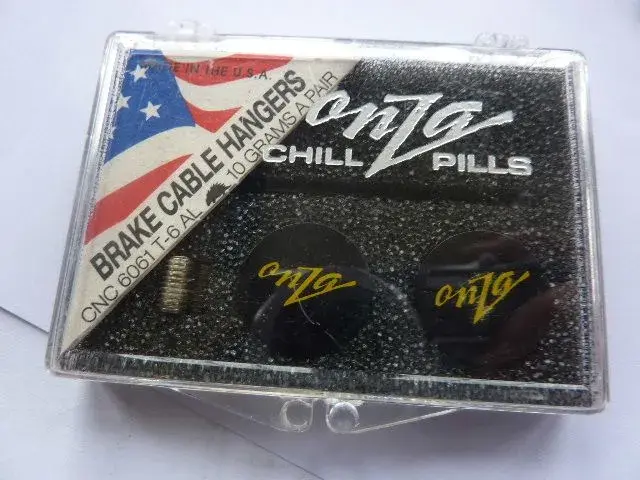 MADE IN THE U.S.A.
BRAKE CABLE HANGERS
CNC 6061 T-6 AL 10 GRAMS A PAIR
onza
CHILL PILLS
onza
onza